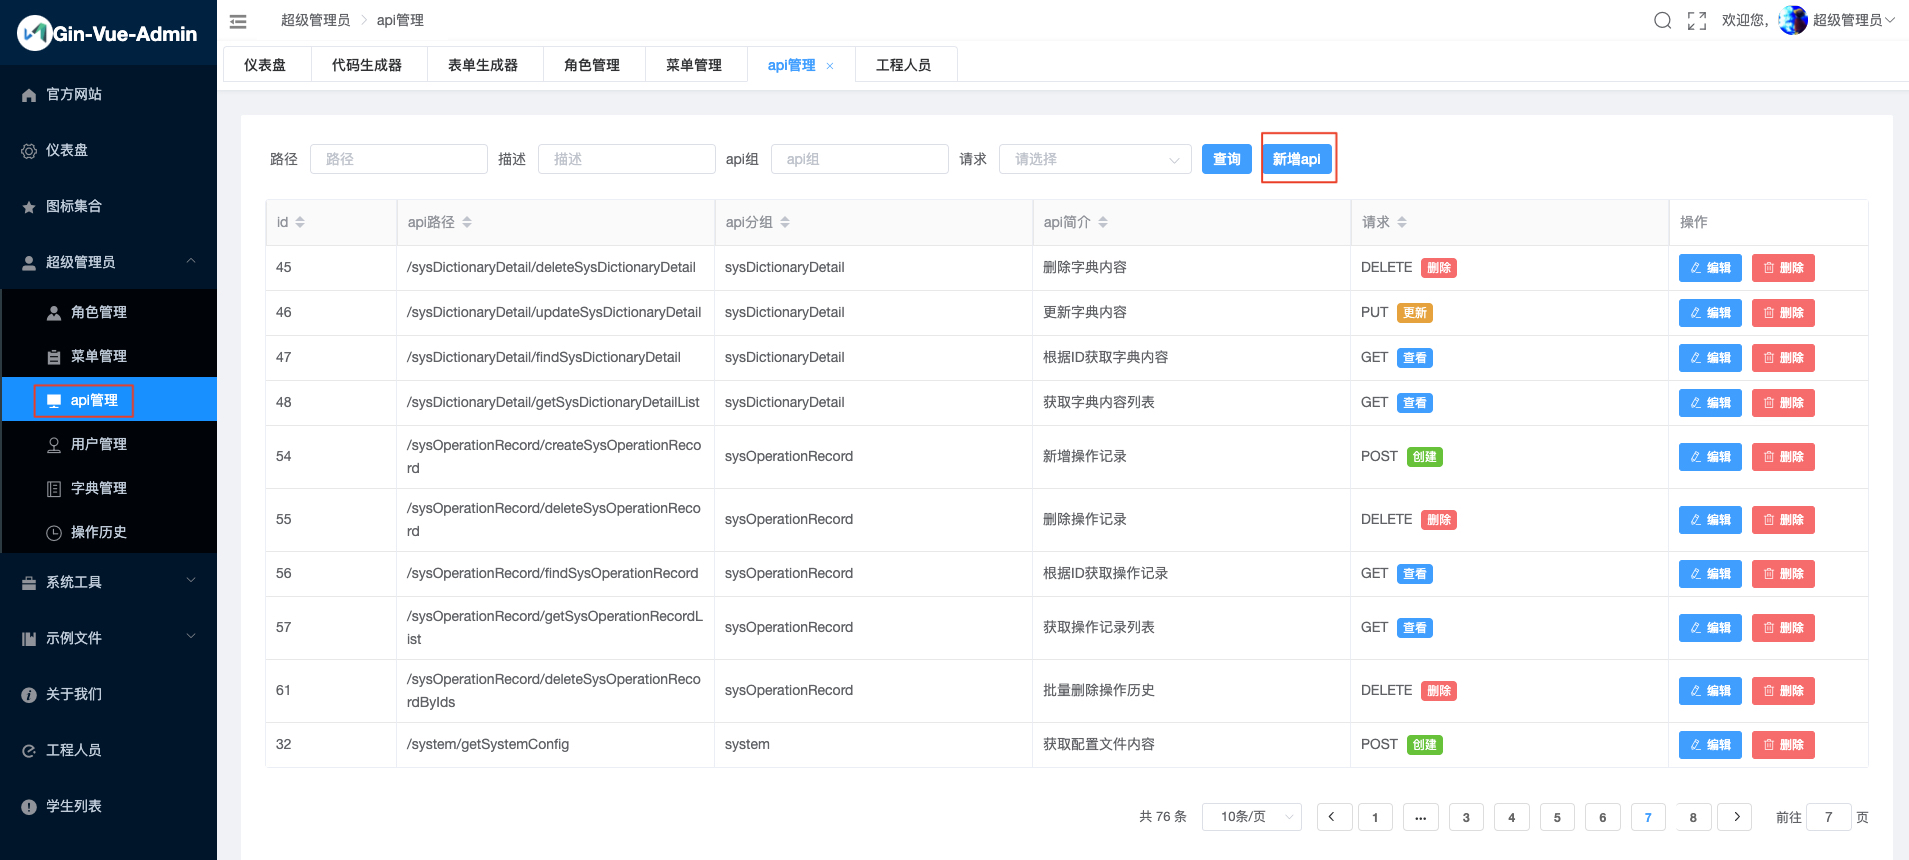 Gin-Vue-Admin
超级管理员 api管理
欢迎您, 超级管理员
仪表盘 代码生成器 表单生成器 角色管理 菜单管理 api管理 × 工程人员
官方网站
仪表盘
图标集合
超级管理员
角色管理
菜单管理
api管理
用户管理
字典管理
操作历史
系统工具
示例文件
关于我们
工程人员
学生列表
路径 路径 描述 描述 api组 api组 请求 请选择 查询 新增api
id api路径 api分组 api简介 请求 操作
45 /sysDictionaryDetail/deleteSysDictionaryDetail sysDictionaryDetail 删除字典内容 DELETE 删除 编辑 删除
46 /sysDictionaryDetail/updateSysDictionaryDetail sysDictionaryDetail 更新字典内容 PUT 更新 编辑 删除
47 /sysDictionaryDetail/findSysDictionaryDetail sysDictionaryDetail 根据ID获取字典内容 GET 查看 编辑 删除
48 /sysDictionaryDetail/getSysDictionaryDetailList sysDictionaryDetail 获取字典内容列表 GET 查看 编辑 删除
54 /sysOperationRecord/createSysOperationReco
rd sysOperationRecord 新增操作记录 POST 创建 编辑 删除
55 /sysOperationRecord/deleteSysOperationReco
rd sysOperationRecord 删除操作记录 DELETE 删除 编辑 删除
56 /sysOperationRecord/findSysOperationRecord sysOperationRecord 根据ID获取操作记录 GET 查看 编辑 删除
57 /sysOperationRecord/getSysOperationRecordL
ist sysOperationRecord 获取操作记录列表 GET 查看 编辑 删除
61 /sysOperationRecord/deleteSysOperationReco
rdByIds sysOperationRecord 批量删除操作历史 DELETE 删除 编辑 删除
32 /system/getSystemConfig system 获取配置文件内容 POST 创建 编辑 删除
共 76 条 10条/页 1 ... 3 4 5 6 7 8 前往 7 页